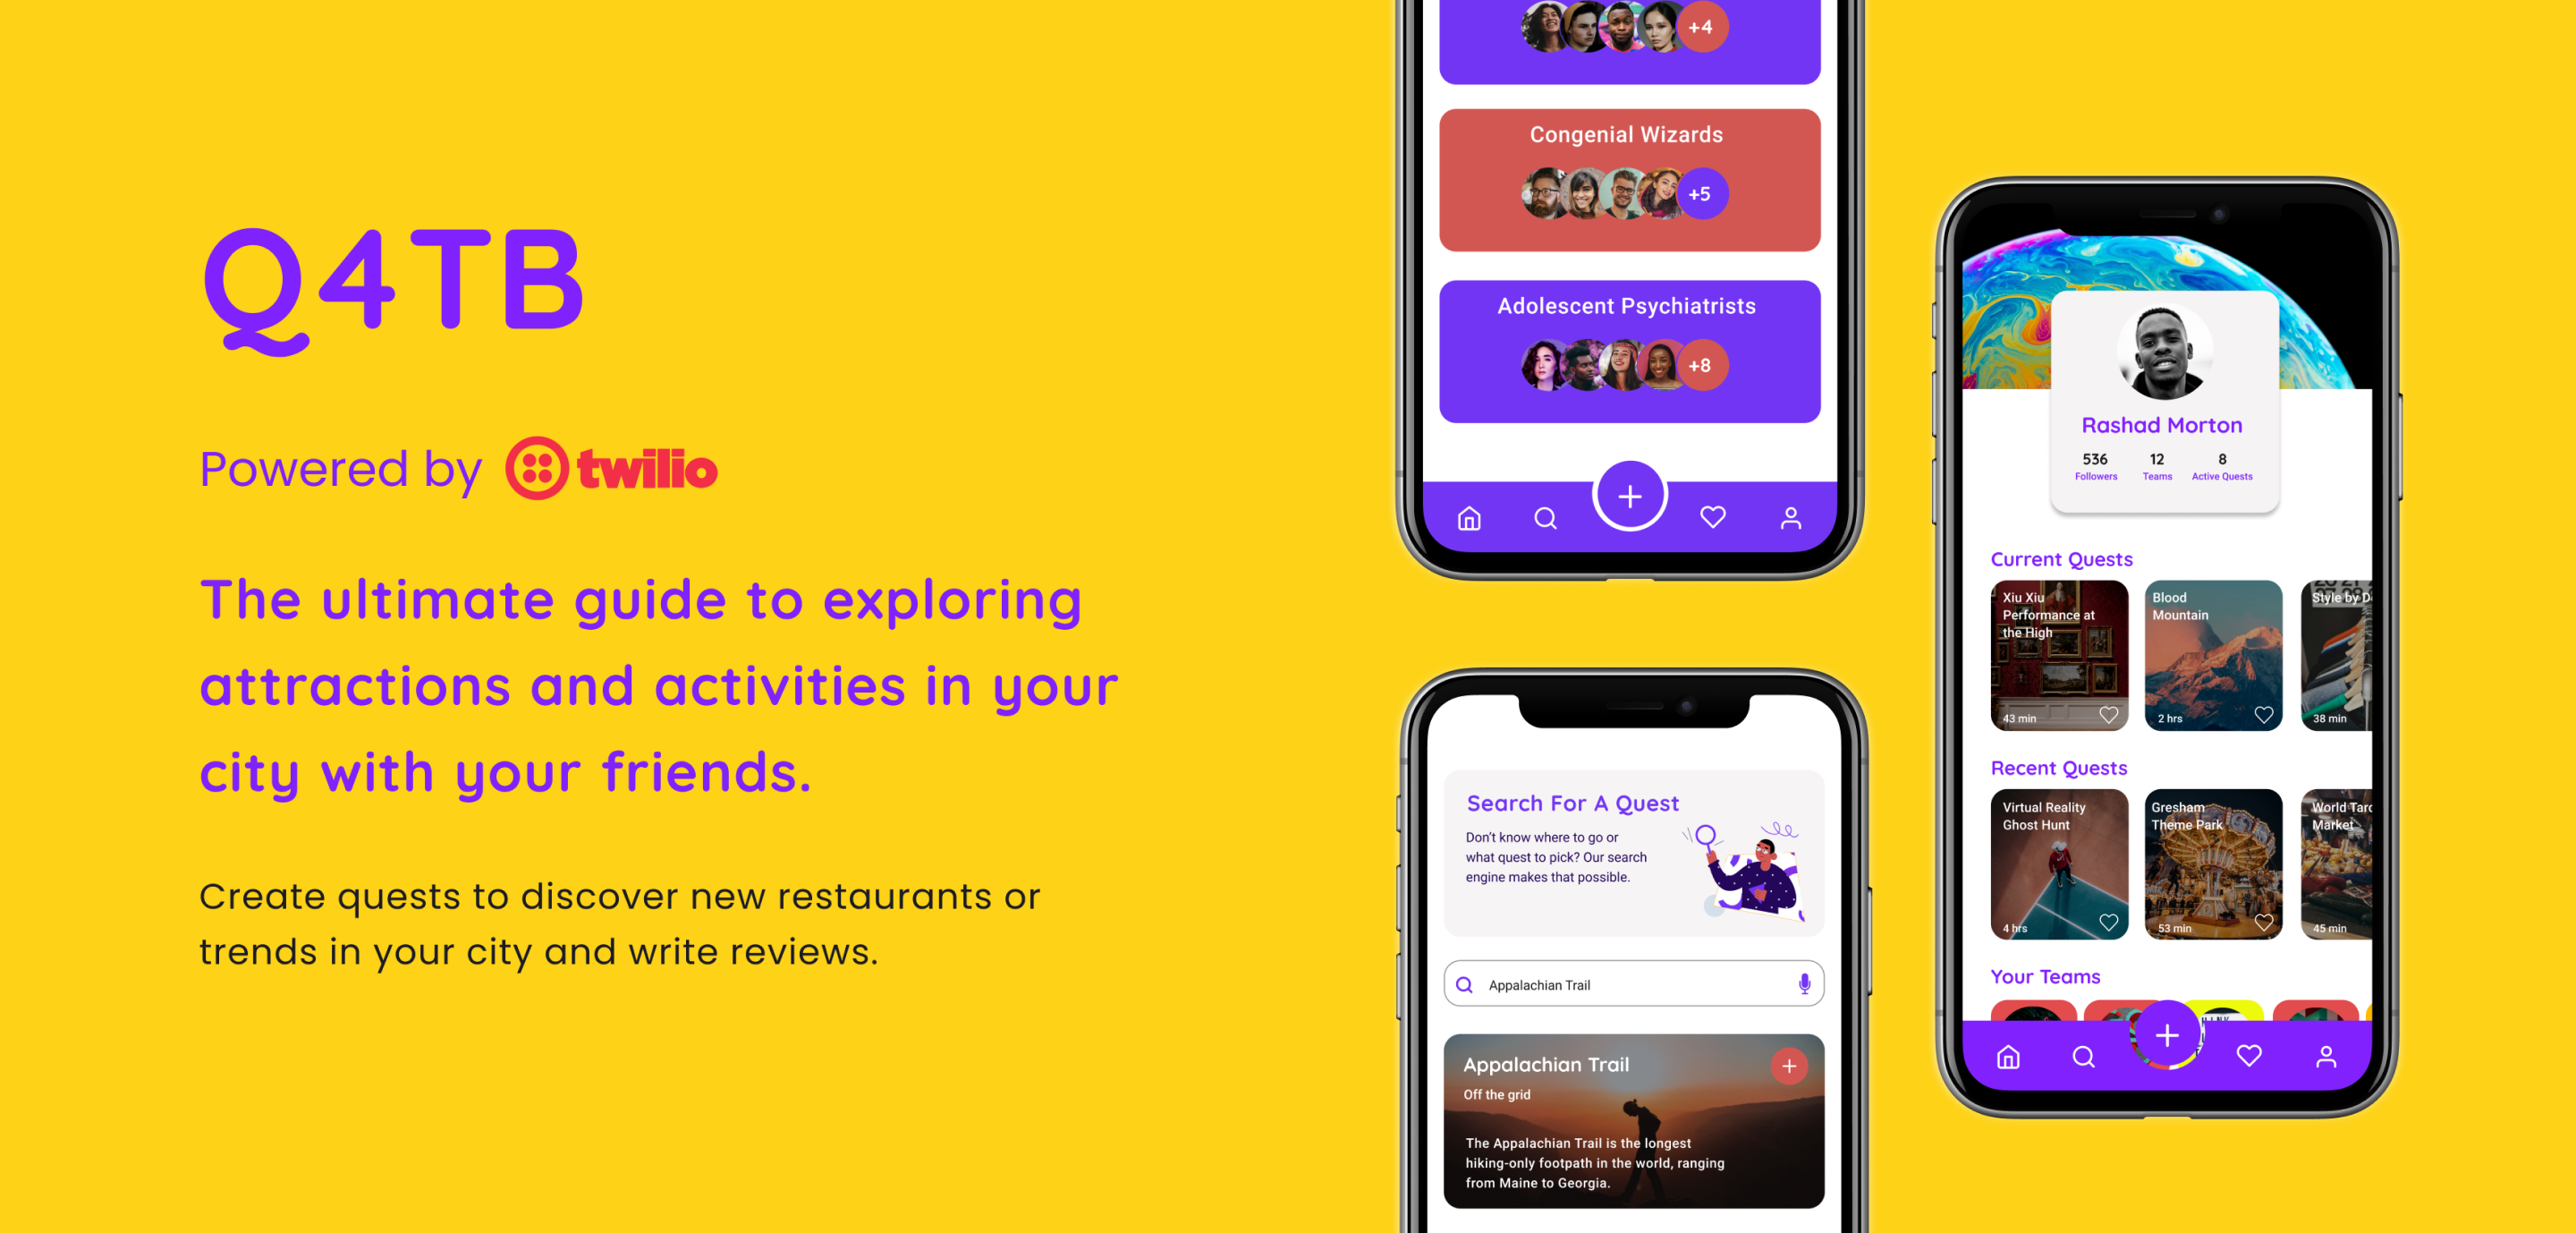 Q4TB
Powered by twilio
The ultimate guide to exploring
attractions and activities in your
city with your friends.
Create quests to discover new restaurants or
trends in your city and write reviews.
+4
Congenial Wizards
+5
Adolescent Psychiatrists
+8
Search For A Quest
Don't know where to go or
what quest to pick? Our search
engine makes that possible.
Appalachian Trail
Appalachian Trail
Off the grid
The Appalachian Trail is the longest
hiking-only footpath in the world, ranging
from Maine to Georgia.
Rashad Morton
536 12 8
Followers Teams Active Quests
Current Quests
Xiu Xiu
Performance at
the High
43 min
Blood
Mountain
2 hrs
Style by D
38 min
Recent Quests
Virtual Reality
Ghost Hunt
4 hrs
Gresham
Theme Park
53 min
World Taro
Market
45 min
Your Teams